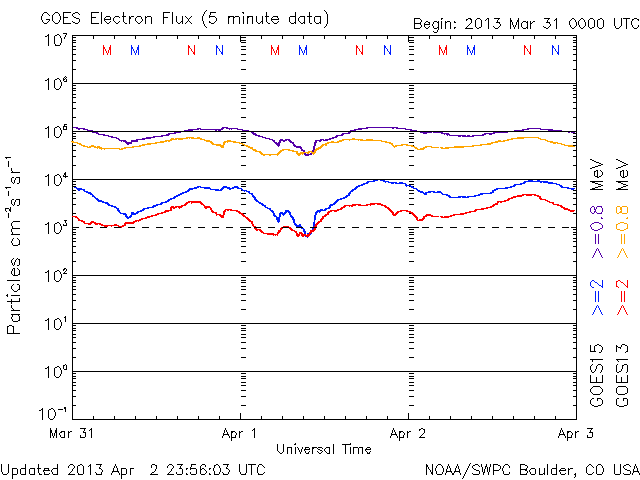 GOES Electron Flux (5 minute data)
Begin: 2013 Mar 31 0000 UTC
10⁷
M M N N M M N N M M N N
10⁶
10⁵
10⁴
10³
10²
10¹
10⁰
10⁻¹
Particles cm⁻²s⁻¹sr⁻¹
Mar 31 Apr 1 Apr 2 Apr 3
Universal Time
GOES15 >=2 >=0.8 MeV
GOES13 >=2 >=0.8 MeV
Updated 2013 Apr 2 23:56:03 UTC
NOAA/SWPC Boulder, CO USA